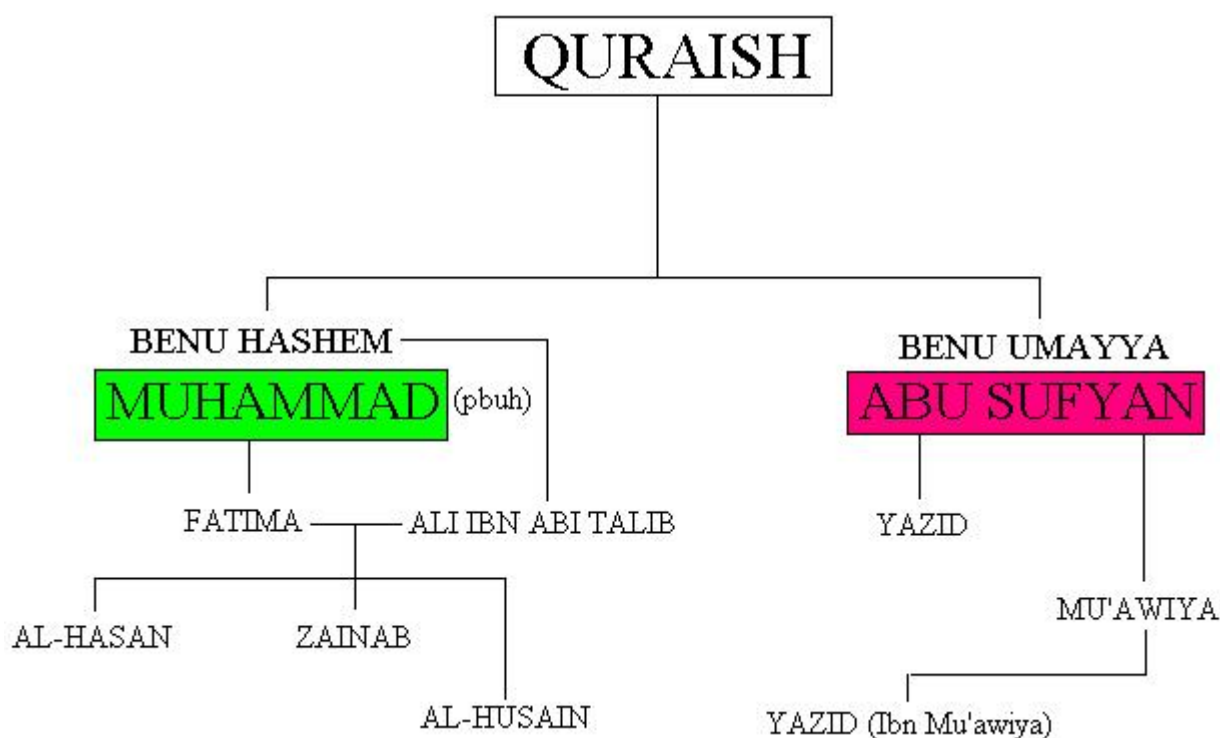 QURAISH
BENU HASHEM
BENU UMAYYA
MUHAMMAD (pbuh)
ABU SUFYAN
FATIMA
ALI IBN ABI TALIB
YAZID
MU'AWIYA
AL-HASAN
ZAINAB
AL-HUSAIN
YAZID (Ibn Mu'awiya)